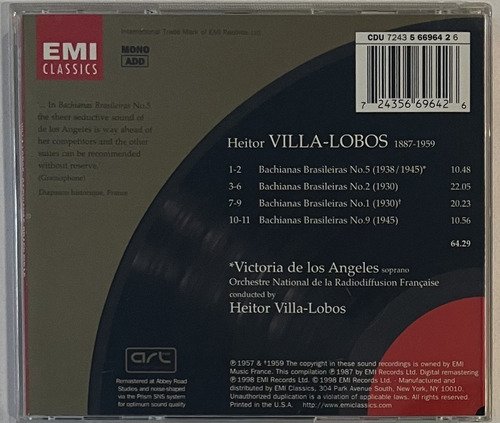 EMI
CLASSICS
International Trade Mark of EMI Records Ltd.
MONO
ADD
CDU 7243 5 66964 2 6
7 24356 69642 6
'... In Bachianas Brasileiras No.5
the sheer seductive sound of
de los Angeles is way ahead of
her competitors and the other
suites can be recommended
without reserve,'
(Gramophone)
Diapason historique, France
Heitor VILLA-LOBOS 1887-1959
1-2 Bachianas Brasileiras No.5 (1938/1945)* 10.48
3-6 Bachianas Brasileiras No.2 (1930) 22.05
7-9 Bachianas Brasileiras No.1 (1930)† 20.23
10-11 Bachianas Brasileiras No.9 (1945) 10.56
64.29
*Victoria de los Angeles soprano
Orchestre National de la Radiodiffusion Française
conducted by
Heitor Villa-Lobos
art
Remastered at Abbey Road
Studios and noise-shaped
via the Prism SNS system
for optimum sound quality
℗ 1957 & †1959 The copyright in these sound recordings is owned by EMI
Music France. This compilation ℗ 1987 by EMI Records Ltd. Digital remastering
℗ 1998 EMI Records Ltd. © 1998 EMI Records Ltd. - Manufactured and
distributed by EMI Classics, 304 Park Avenue South, New York, NY 10010.
Unauthorized duplication is a violation of applicable laws. All rights reserved
Printed in the U.S.A. http://www.emiclassics.com